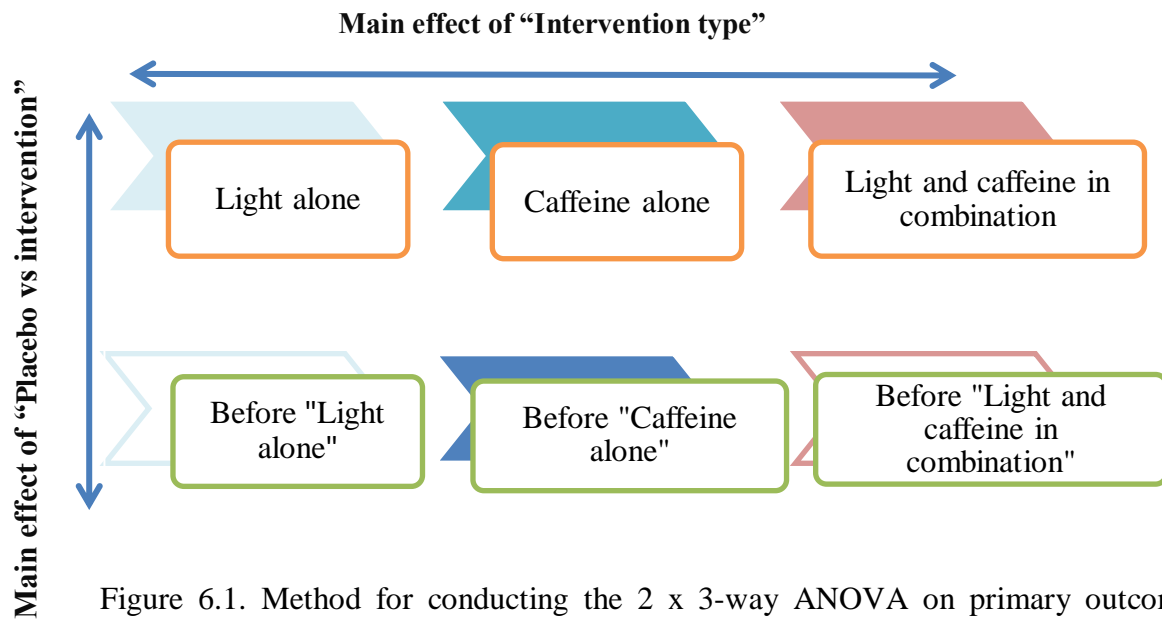 Main effect of “Intervention type”
Main effect of “Placebo vs intervention”
Light alone
Caffeine alone
Light and caffeine in
combination
Before "Light
alone"
Before "Caffeine
alone"
Before "Light and
caffeine in
combination"
Figure 6.1. Method for conducting the 2 x 3-way ANOVA on primary